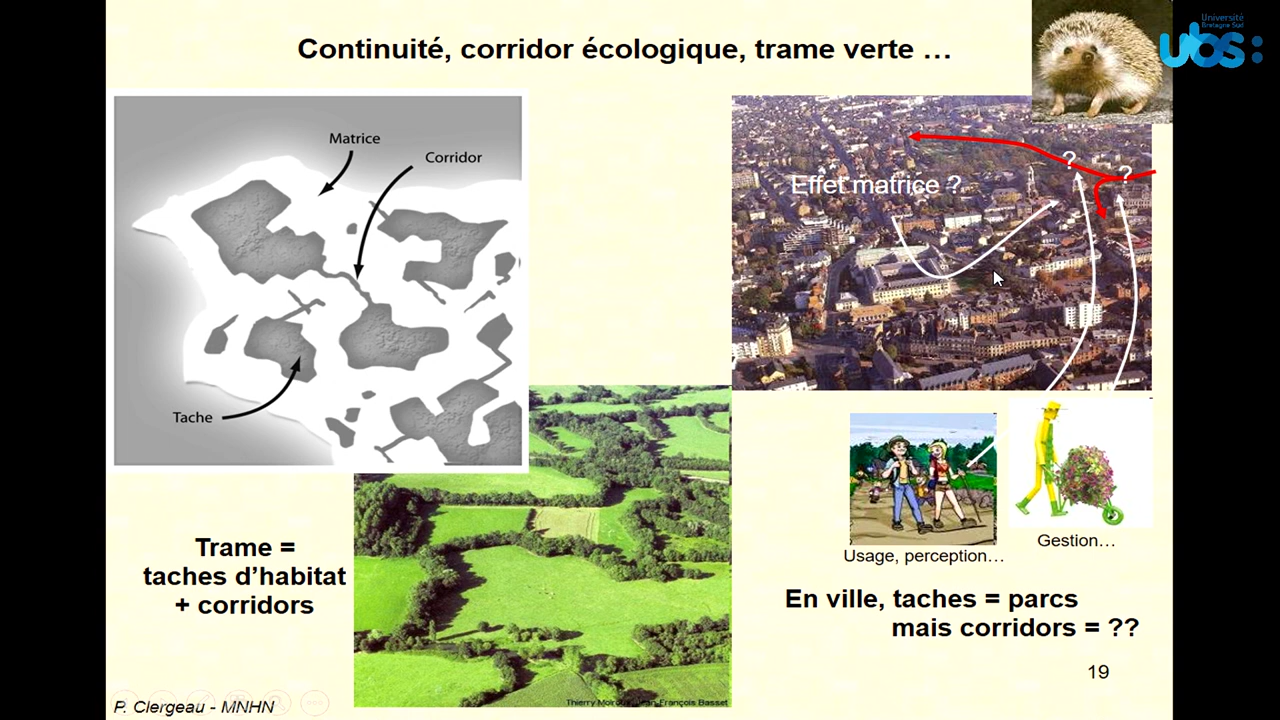 Continuité, corridor écologique, trame verte …
Université
Bretagne Sud
ubs:
Matrice
Corridor
Tache
Effet matrice ?
?
?
Trame =
taches d’habitat
+ corridors
Usage, perception…
Gestion…
En ville, taches = parcs
mais corridors = ??
19
P. Clergeau - MNHN
Thierry
Jean-François Basset